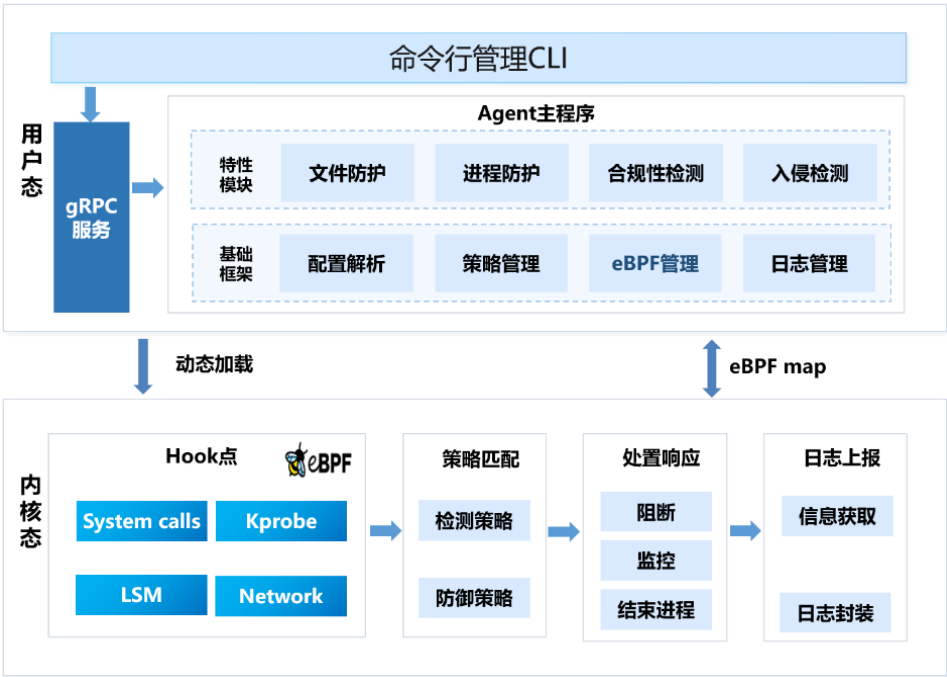 命令行管理CLI
用户态
gRPC
服务
Agent主程序
特性
模块
文件防护
进程防护
合规性检测
入侵检测
基础
框架
配置解析
策略管理
eBPF管理
日志管理
动态加载
eBPF map
内核态
Hook点
eBPF
System calls
Kprobe
LSM
Network
策略匹配
检测策略
防御策略
处置响应
阻断
监控
结束进程
日志上报
信息获取
日志封装